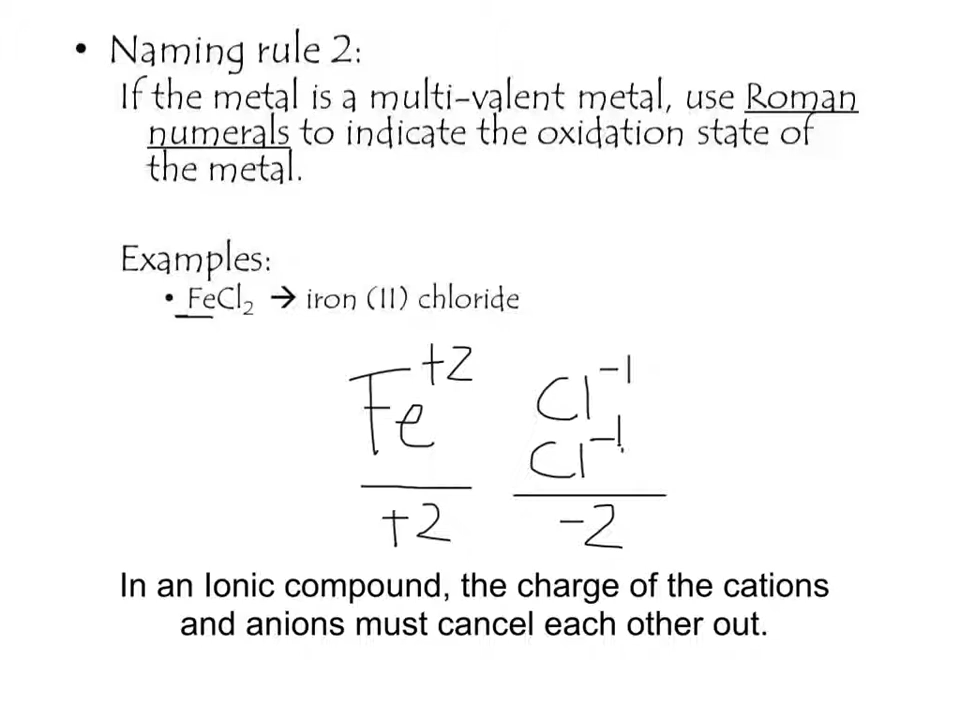 • Naming rule 2:
If the metal is a multi-valent metal, use Roman
numerals to indicate the oxidation state of
the metal.
Examples:
• FeCl₂ → iron (II) chloride
Fe⁺² Cl⁻¹
Cl⁻¹
+2 -2
In an Ionic compound, the charge of the cations
and anions must cancel each other out.